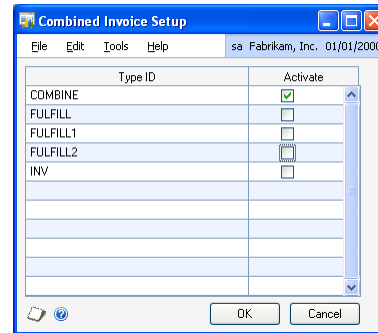 Combined Invoice Setup
File Edit Tools Help sa Fabrikam, Inc. 01/01/2000
Type ID Activate
COMBINE
FULFILL
FULFILL1
FULFILL2
INV
OK Cancel